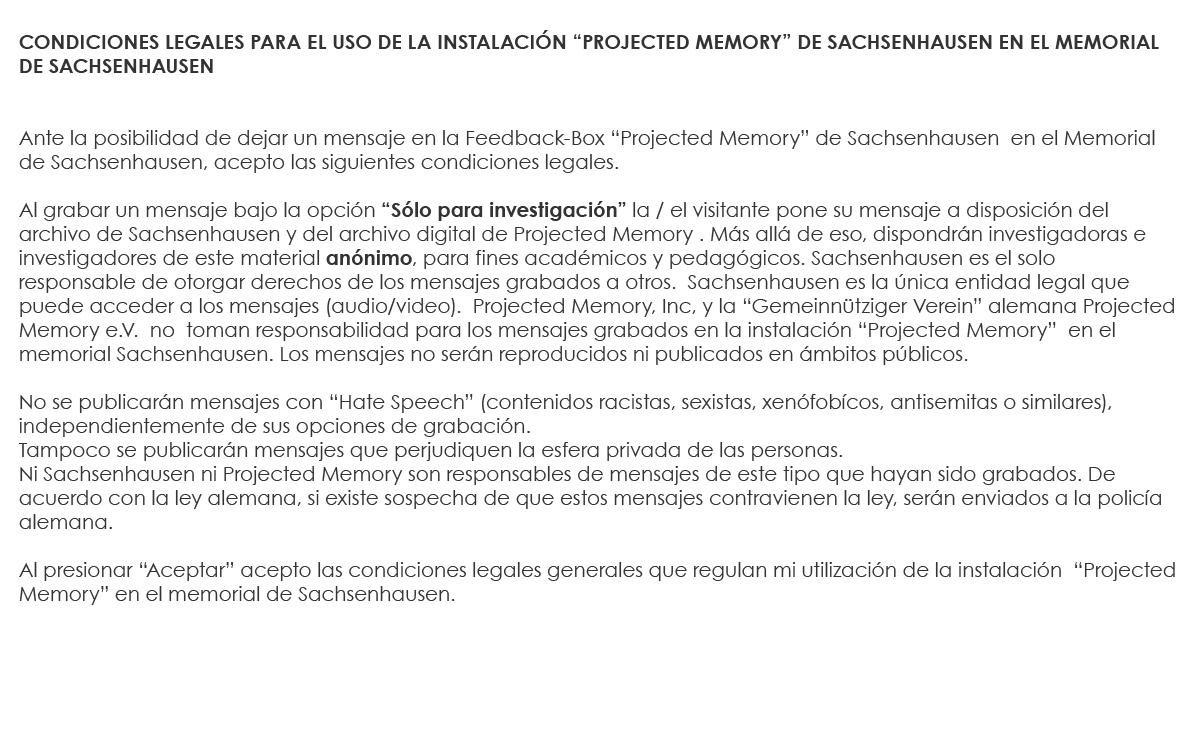 CONDICIONES LEGALES PARA EL USO DE LA INSTALACIÓN “PROJECTED MEMORY” DE SACHSENHAUSEN EN EL MEMORIAL
DE SACHSENHAUSEN
Ante la posibilidad de dejar un mensaje en la Feedback-Box “Projected Memory” de Sachsenhausen  en el Memorial
de Sachsenhausen, acepto las siguientes condiciones legales.
Al grabar un mensaje bajo la opción “Sólo para investigación” la / el visitante pone su mensaje a disposición del
archivo de Sachsenhausen y del archivo digital de Projected Memory . Más allá de eso, dispondrán investigadoras e
investigadores de este material anónimo, para fines académicos y pedagógicos. Sachsenhausen es el solo
responsable de otorgar derechos de los mensajes grabados a otros.  Sachsenhausen es la única entidad legal que
puede acceder a los mensajes (audio/video).  Projected Memory, Inc, y la “Gemeinnütziger Verein” alemana Projected
Memory e.V.  no  toman responsabilidad para los mensajes grabados en la instalación “Projected Memory”  en el
memorial Sachsenhausen. Los mensajes no serán reproducidos ni publicados en ámbitos públicos.
No se publicarán mensajes con “Hate Speech” (contenidos racistas, sexistas, xenófobícos, antisemitas o similares),
independientemente de sus opciones de grabación.
Tampoco se publicarán mensajes que perjudiquen la esfera privada de las personas.
Ni Sachsenhausen ni Projected Memory son responsables de mensajes de este tipo que hayan sido grabados. De
acuerdo con la ley alemana, si existe sospecha de que estos mensajes contravienen la ley, serán enviados a la policía
alemana.
Al presionar “Aceptar” acepto las condiciones legales generales que regulan mi utilización de la instalación  “Projected
Memory” en el memorial de Sachsenhausen.